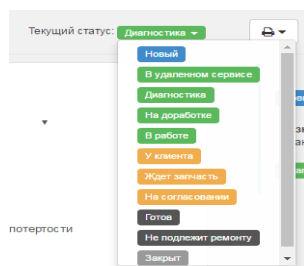 Текущий статус: Диагностика
Новый
В удаленном сервисе
Диагностика
На доработке
В работе
У клиента
Ждет запчасть
На согласовании
Готов
потертости
Не подлежит ремонту
Закрыт